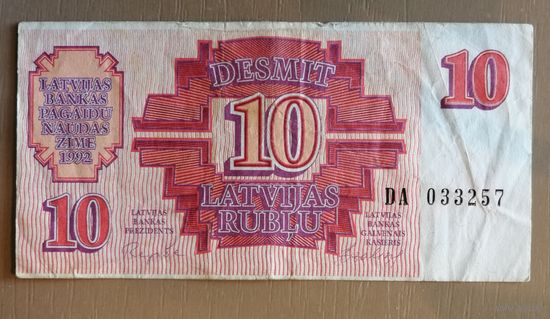 LATVIJAS
BANKAS
PAGAIDU
NAUDAS
ZĪME
1992
DESMIT
10
10
LATVIJAS
RUBĻU
10
DA 033257
LATVIJAS
BANKAS
PREZIDENTS
LATVIJAS
BANKAS
GALVENAIS
KASIERIS